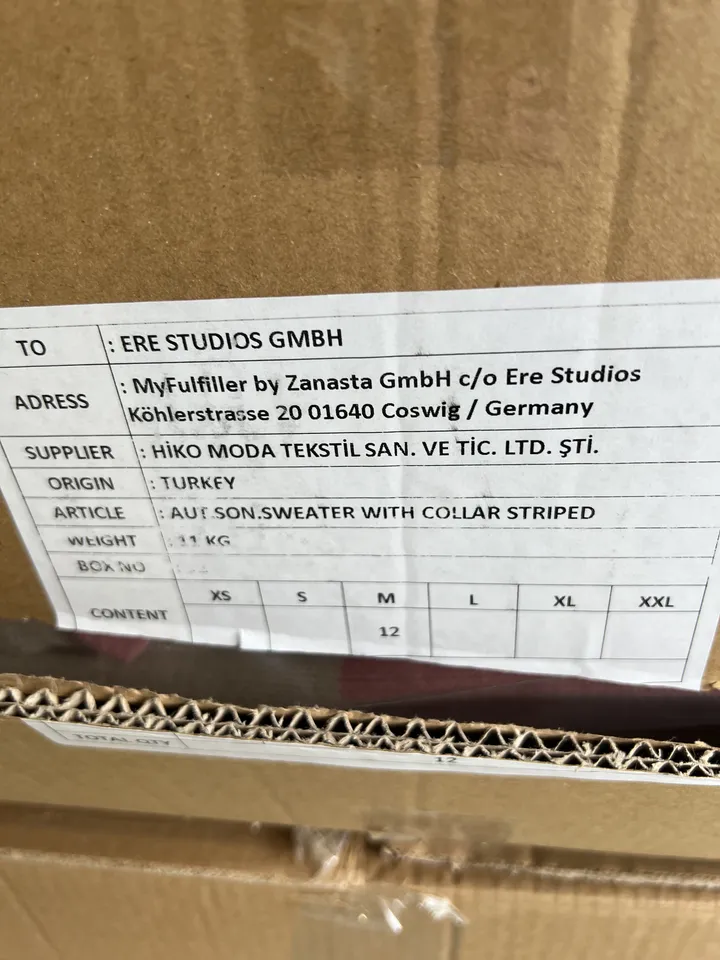 TO : ERE STUDIOS GMBH
ADRESS : MyFulfiller by Zanasta GmbH c/o Ere Studios
Köhlerstrasse 20 01640 Coswig / Germany
SUPPLIER : HİKO MODA TEKSTİL SAN. VE TİC. LTD. ŞTİ.
ORIGIN : TURKEY
ARTICLE : AUT SON.SWEATER WITH COLLAR STRIPED
WEIGHT : 11 KG
BOX NO :
XS S M L XL XXL
CONTENT 12
TOTAL QTY 12